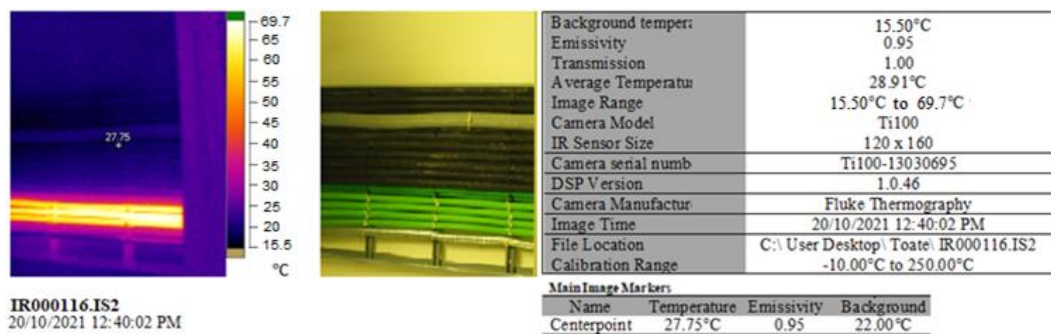 27.75
69.7
65
60
55
50
45
40
35
30
25
20
15.5
°C
IR000116.IS2
20/10/2021 12:40:02 PM
Background tempera 15.50°C
Emissivity 0.95
Transmission 1.00
Average Temperatu 28.91°C
Image Range 15.50°C to 69.7°C
Camera Model Ti100
IR Sensor Size 120 x 160
Camera serial numb Ti100-13030695
DSP Version 1.0.46
Camera Manufactur Fluke Thermography
Image Time 20/10/2021 12:40:02 PM
File Location C:\ User Desktop\ Toate\ IR000116.IS2
Calibration Range -10.00°C to 250.00°C
Main Image Markers
Name Temperature Emissivity Background
Centerpoint 27.75°C 0.95 22.00°C